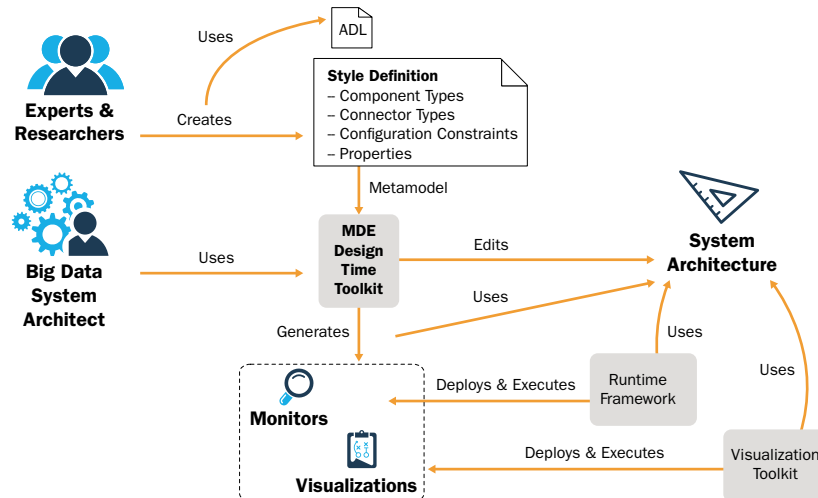 Uses
ADL
Experts &
Researchers
Creates
Style Definition
– Component Types
– Connector Types
– Configuration Constraints
– Properties
Metamodel
Big Data
System
Architect
Uses
MDE
Design
Time
Toolkit
Edits
System
Architecture
Generates
Uses
Uses
Uses
Monitors
Visualizations
Deploys & Executes
Runtime
Framework
Deploys & Executes
Visualization
Toolkit